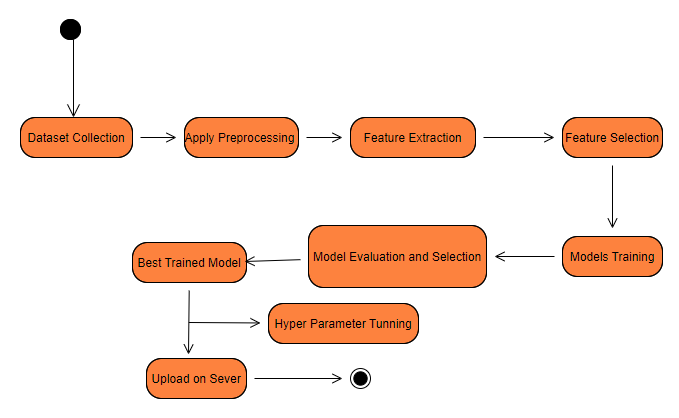 Dataset Collection
Apply Preprocessing
Feature Extraction
Feature Selection
Models Training
Model Evaluation and Selection
Best Trained Model
Hyper Parameter Tunning
Upload on Sever